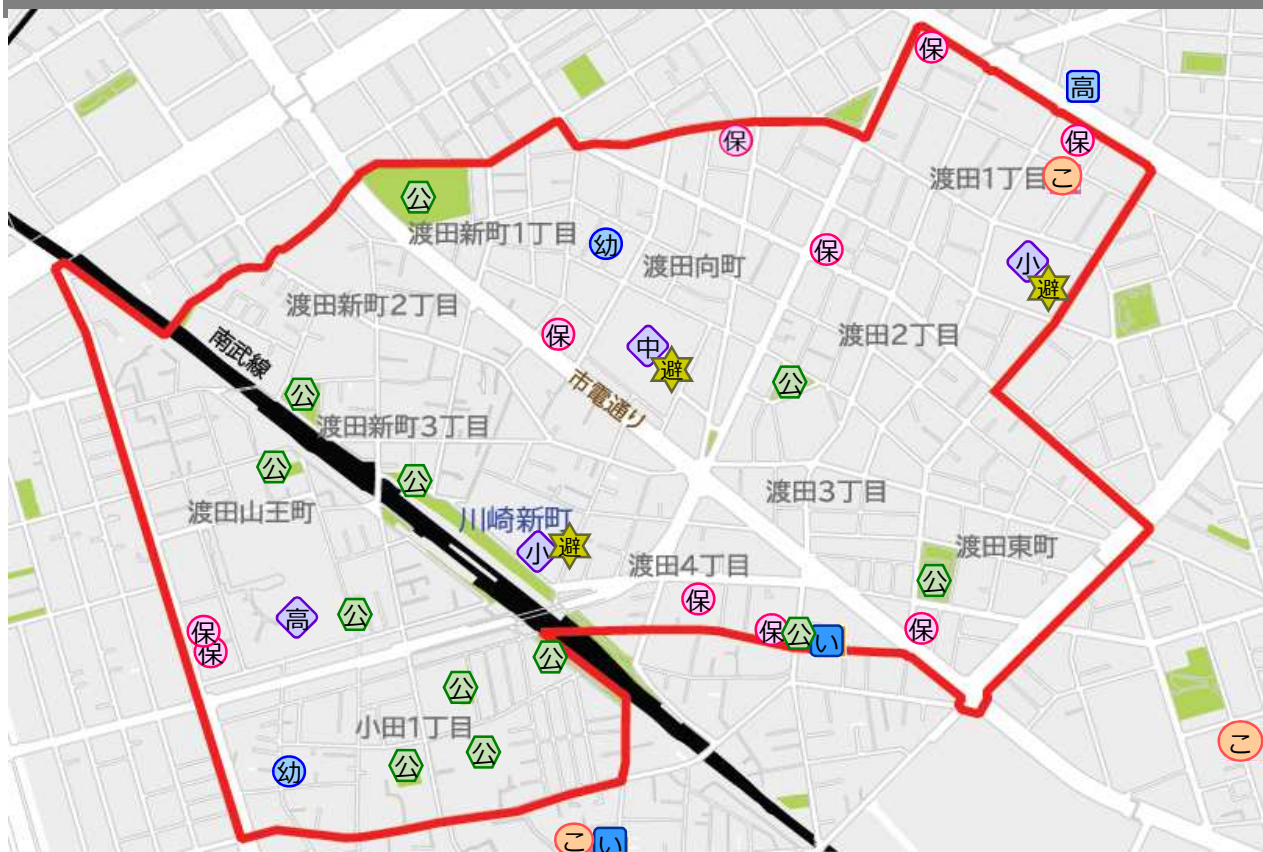 保
高
保
保
渡田1丁目
こ
公
渡田新町1丁目
幼
保
小
渡田向町
避
渡田新町2丁目
保
中
渡田2丁目
南武線
避
公
市電通り
公
渡田新町3丁目
公
公
渡田3丁目
渡田山王町
川崎新町
小
避
渡田東町
渡田4丁目
公
保
高
公
保
保
公
い
保
保
公
公
小田1丁目
公
公
幼
こ
こ
い